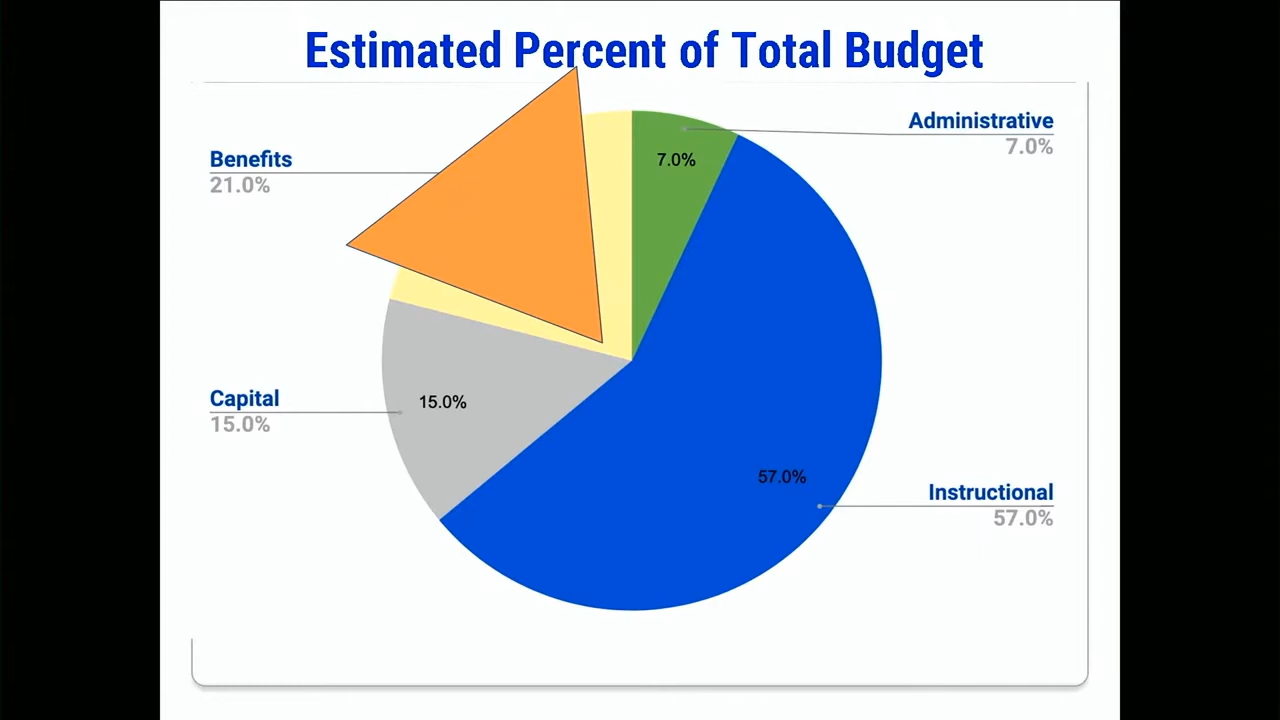 Estimated Percent of Total Budget
Administrative
7.0%
Benefits
21.0%
7.0%
Capital
15.0%
15.0%
57.0%
Instructional
57.0%